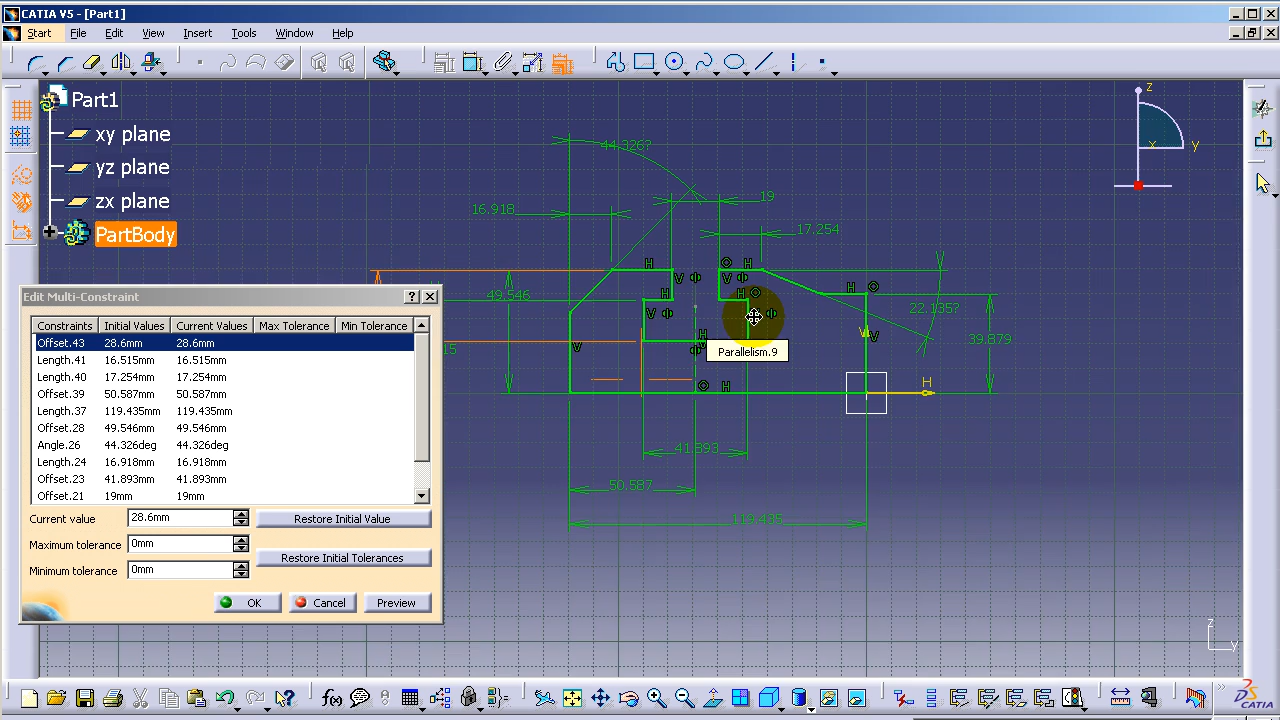 CATIA V5 - [Part1]
Start File Edit View Insert Tools Window Help
Part1
xy plane
yz plane
zx plane
PartBody
z
x y
44.326?
16.918
19
17.254
49.546
22.135?
39.879
15
V H
H V Φ V Φ H
H V Φ H Φ H V
V H Φ
H
Parallelism.9
41.893
50.587
119.435
Edit Multi-Constraint
Constraints Initial Values Current Values Max Tolerance Min Tolerance
Offset.43 28.6mm 28.6mm
Length.41 16.515mm 16.515mm
Length.40 17.254mm 17.254mm
Offset.39 50.587mm 50.587mm
Length.37 119.435mm 119.435mm
Offset.28 49.546mm 49.546mm
Angle.26 44.326deg 44.326deg
Length.24 16.918mm 16.918mm
Offset.23 41.893mm 41.893mm
Offset.21 19mm 19mm
Current value 28.6mm Restore Initial Value
Maximum tolerance 0mm
Restore Initial Tolerances
Minimum tolerance 0mm
OK Cancel Preview
z
y
f(x)
CATIA